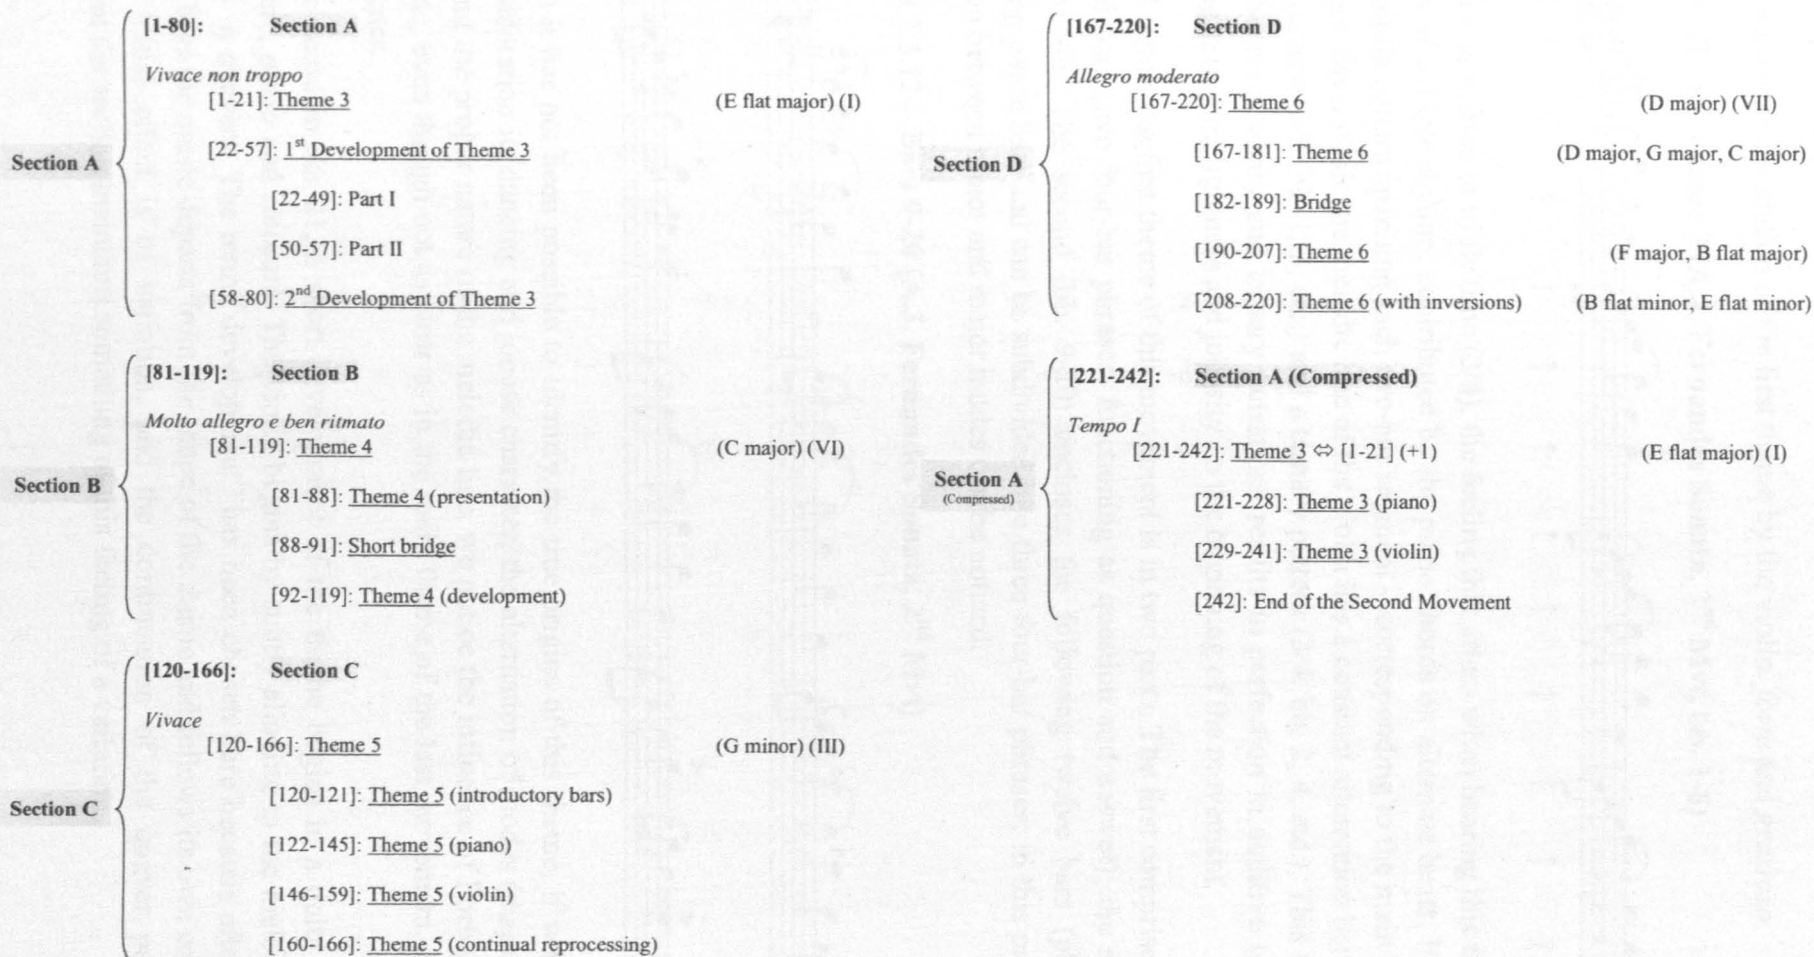 Section A
[1-80]: Section A
Vivace non troppo
[1-21]: Theme 3 (E flat major) (I)
[22-57]: 1st Development of Theme 3
[22-49]: Part I
[50-57]: Part II
[58-80]: 2nd Development of Theme 3
Section B
[81-119]: Section B
Molto allegro e ben ritmato
[81-119]: Theme 4 (C major) (VI)
[81-88]: Theme 4 (presentation)
[88-91]: Short bridge
[92-119]: Theme 4 (development)
Section C
[120-166]: Section C
Vivace
[120-166]: Theme 5 (G minor) (III)
[120-121]: Theme 5 (introductory bars)
[122-145]: Theme 5 (piano)
[146-159]: Theme 5 (violin)
[160-166]: Theme 5 (continual reprocessing)
Section D
[167-220]: Section D
Allegro moderato
[167-220]: Theme 6 (D major) (VII)
[167-181]: Theme 6 (D major, G major, C major)
[182-189]: Bridge
[190-207]: Theme 6 (F major, B flat major)
[208-220]: Theme 6 (with inversions) (B flat minor, E flat minor)
Section A
(Compressed)
[221-242]: Section A (Compressed)
Tempo I
[221-242]: Theme 3 ⇔ [1-21] (+1) (E flat major) (I)
[221-228]: Theme 3 (piano)
[229-241]: Theme 3 (violin)
[242]: End of the Second Movement